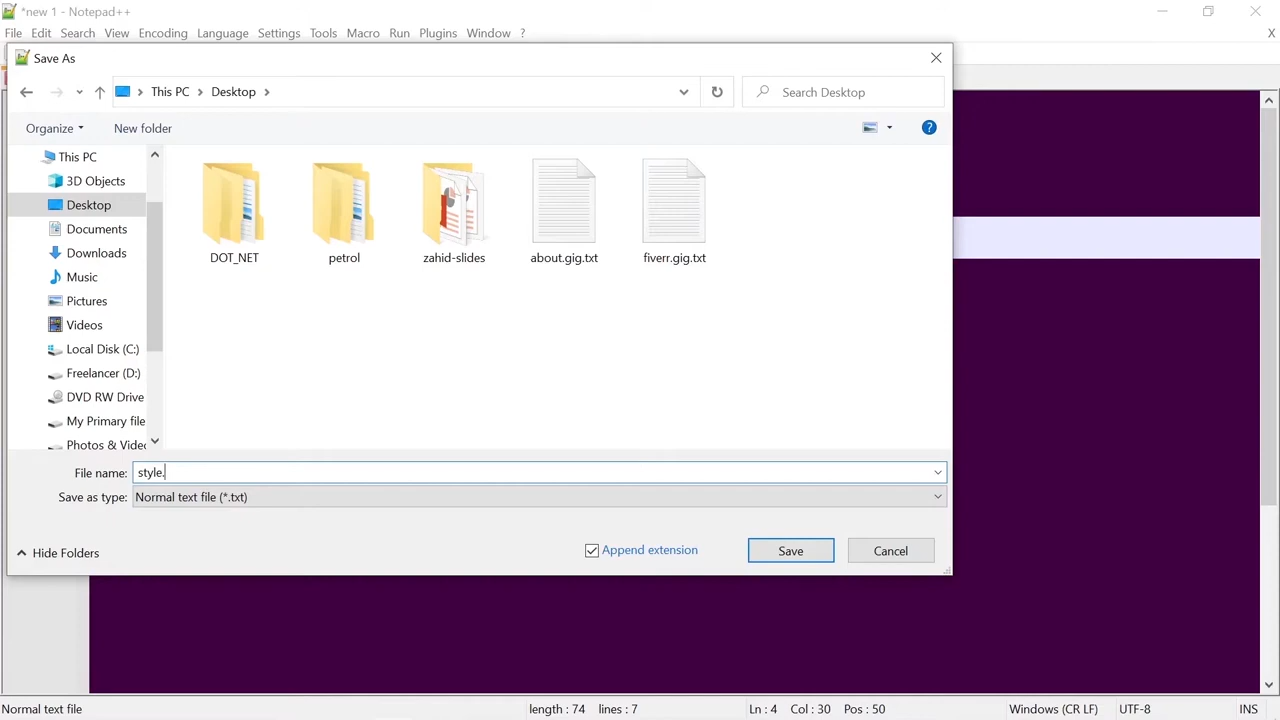 *new 1 - Notepad++
File Edit Search View Encoding Language Settings Tools Macro Run Plugins Window ? X
Save As
This PC > Desktop >
Search Desktop
Organize New folder
This PC
3D Objects
Desktop
Documents
Downloads
Music
Pictures
Videos
Local Disk (C:)
Freelancer (D:)
DVD RW Drive
My Primary file
Photos & Vide
DOT_NET
petrol
zahid-slides
about.gig.txt
fiverr.gig.txt
File name: style.
Save as type: Normal text file (*.txt)
Hide Folders
Append extension
Save
Cancel
Normal text file length : 74 lines : 7 Ln : 4 Col : 30 Pos : 50 Windows (CR LF) UTF-8 INS